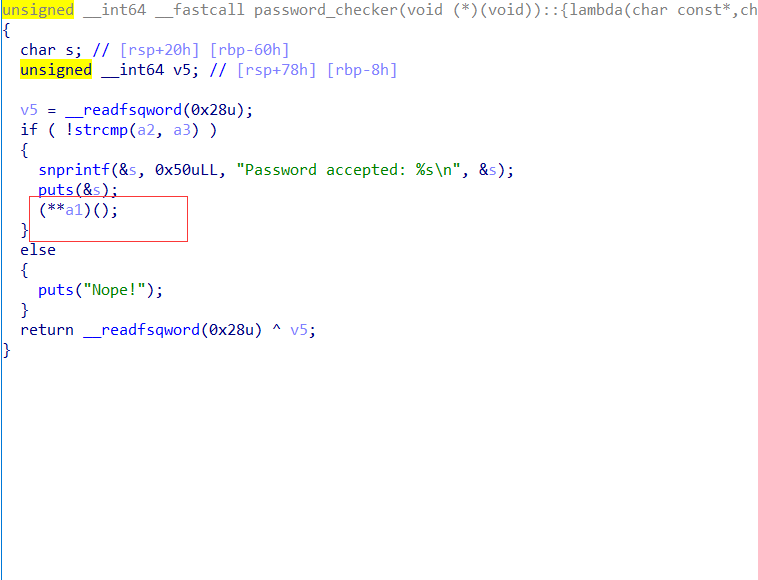 unsigned __int64 __fastcall password_checker(void (*)(void))::{lambda(char const*,ch
{
  char s; // [rsp+20h] [rbp-60h]
  unsigned __int64 v5; // [rsp+78h] [rbp-8h]

  v5 = __readfsqword(0x28u);
  if ( !strcmp(a2, a3) )
  {
    snprintf(&s, 0x50uLL, "Password accepted: %s\n", &s);
    puts(&s);
    (**a1)();
  }
  else
  {
    puts("Nope!");
  }
  return __readfsqword(0x28u) ^ v5;
}